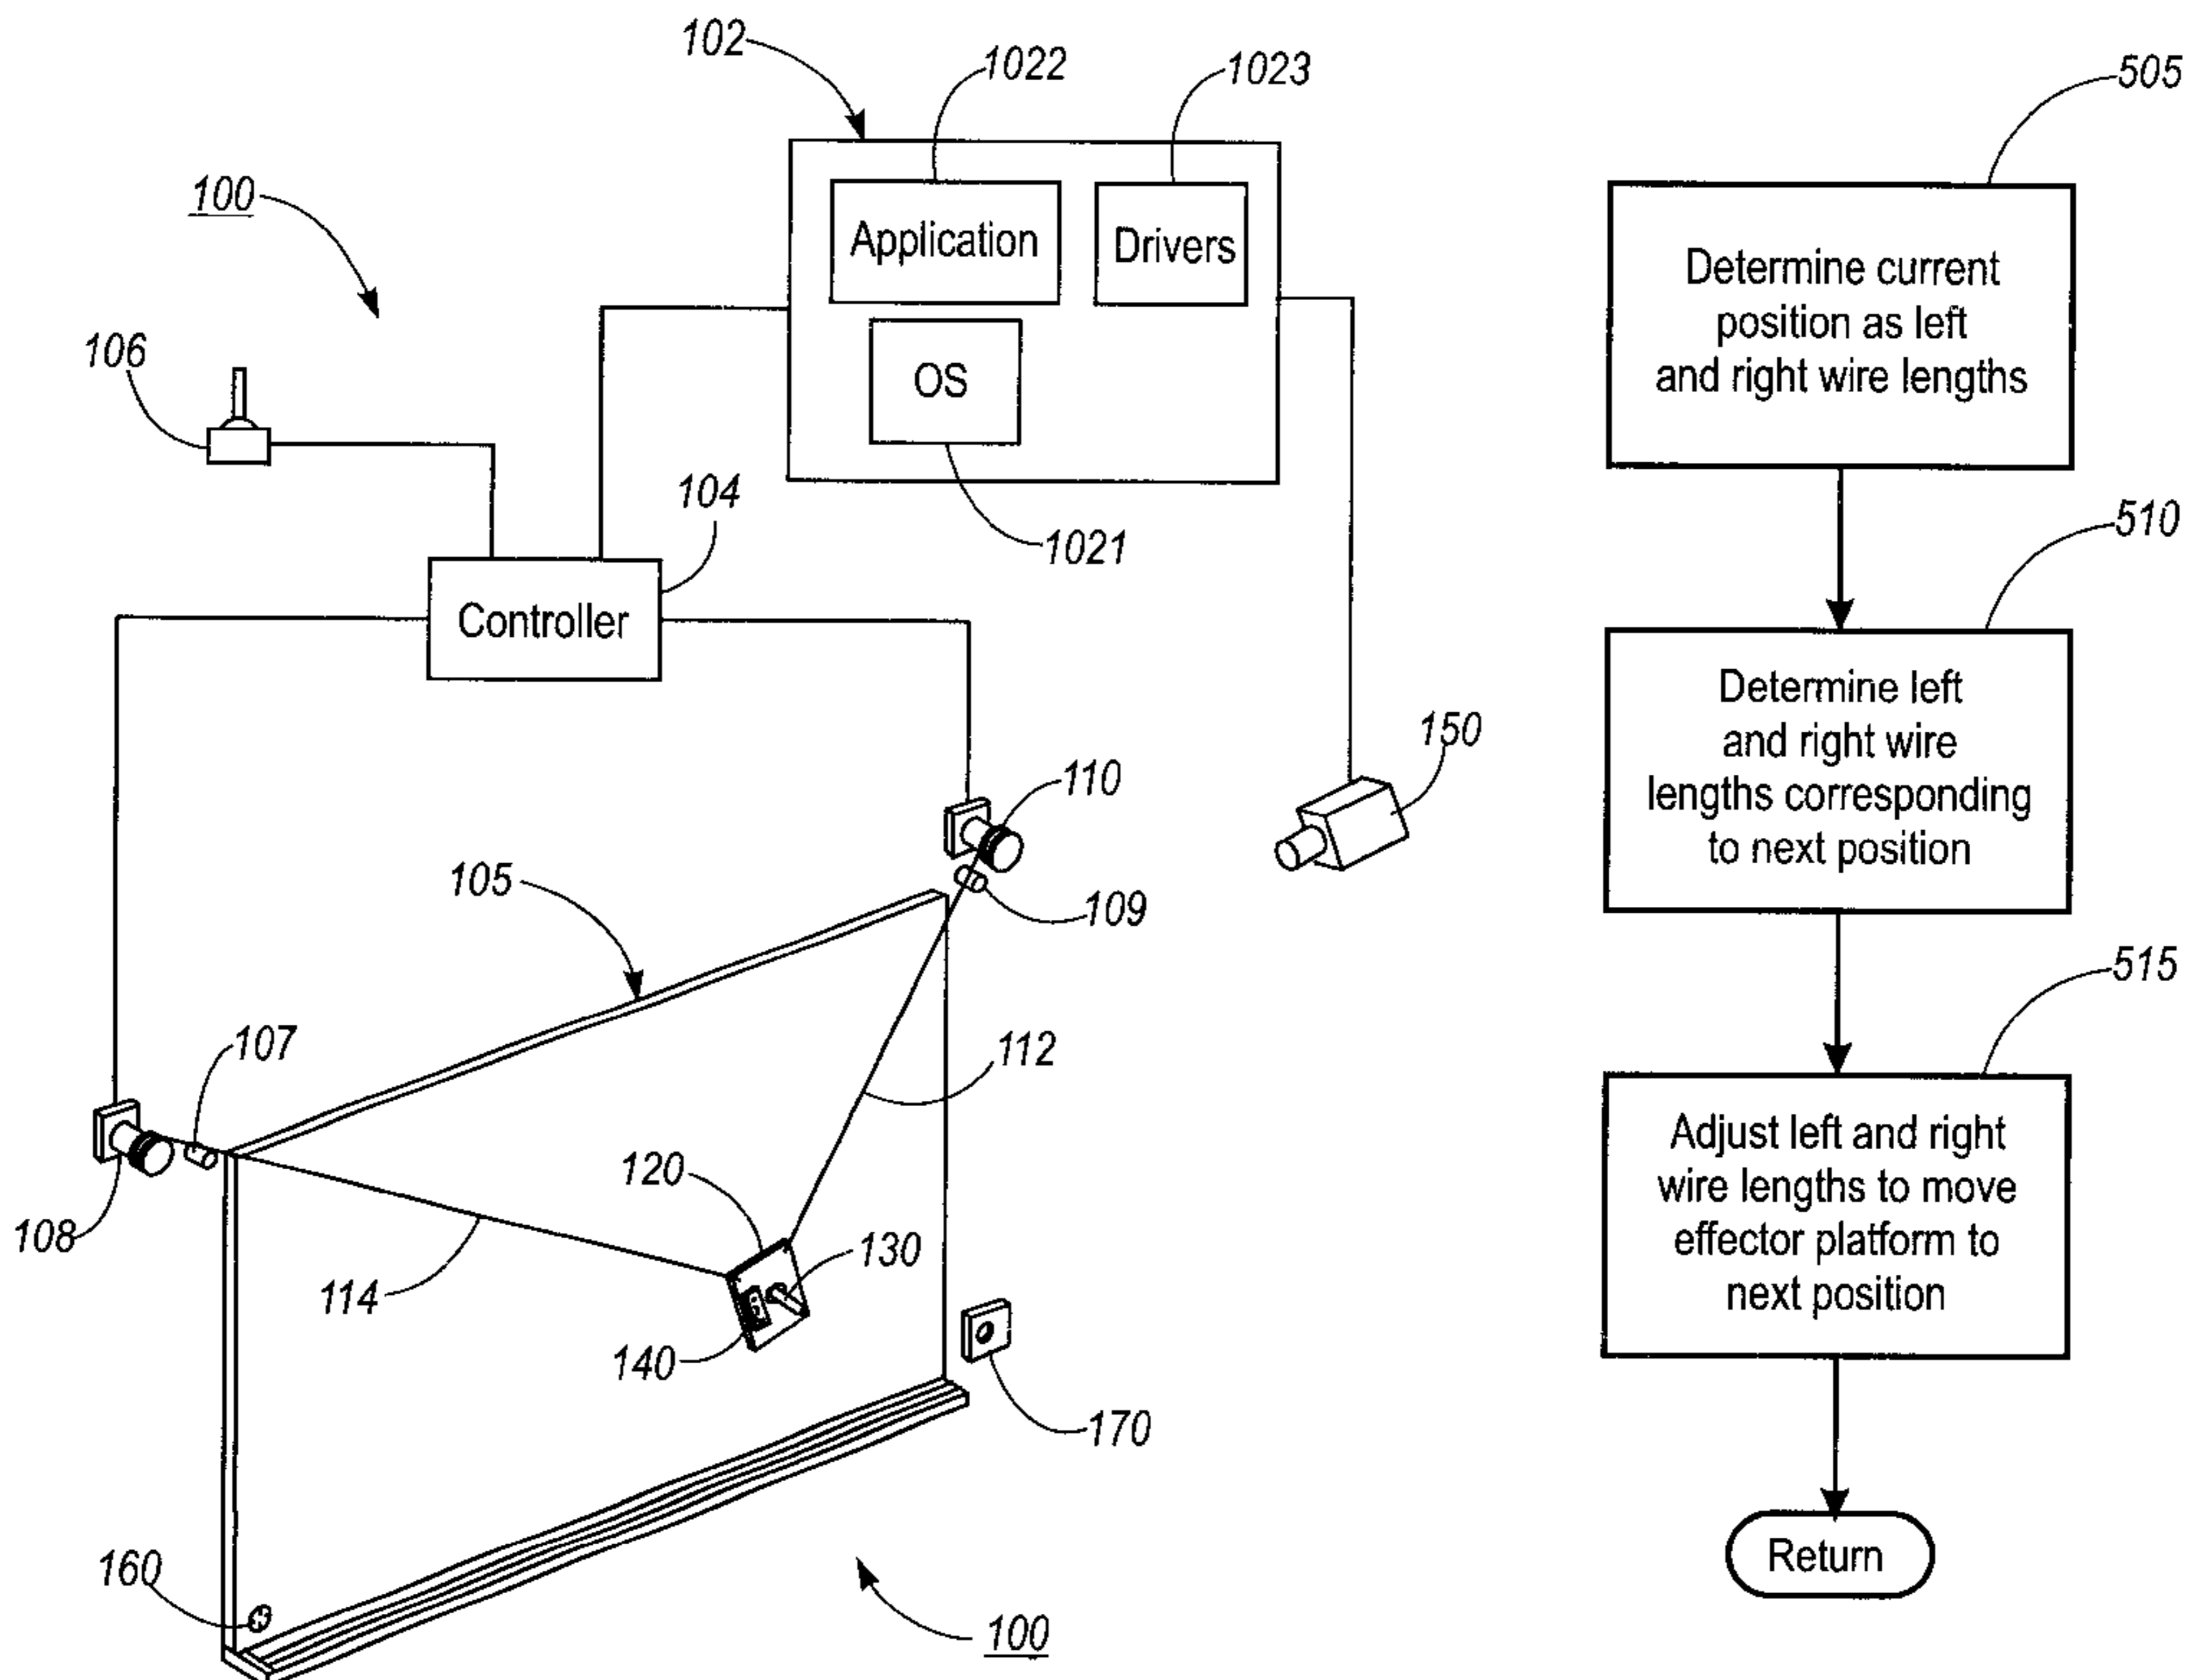 102
1022
1023
100
Application
Drivers
106
OS
104
1021
Controller
150
110
105
109
107
112
120
130
108
114
140
170
160
100
505
Determine current
position as left
and right wire lengths
510
Determine left
and right wire
lengths corresponding
to next position
515
Adjust left and right
wire lengths to move
effector platform to
next position
Return